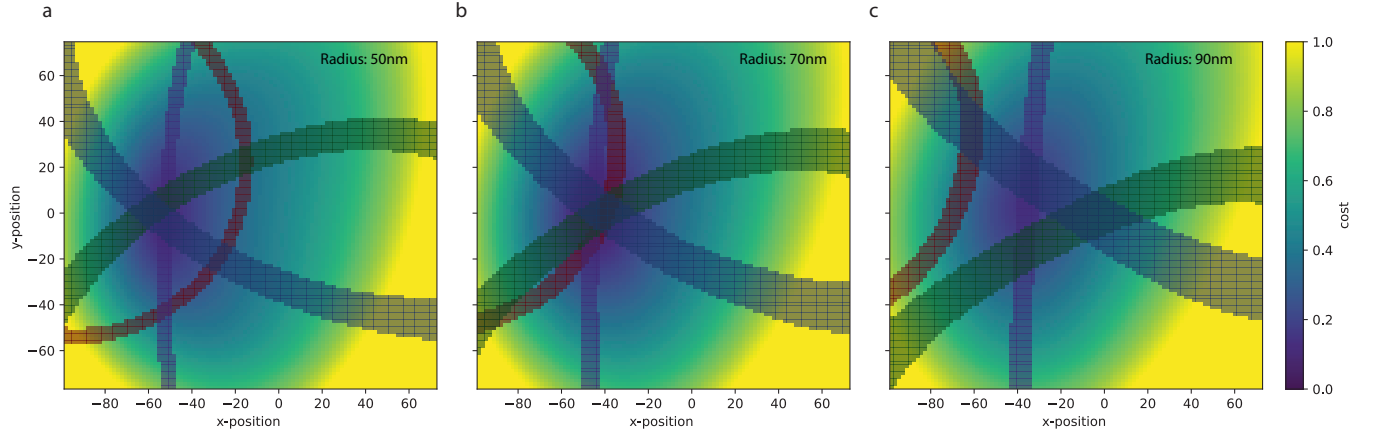 a
b
c
Radius: 50nm
Radius: 70nm
Radius: 90nm
y-position
60
40
20
0
−20
−40
−60
−80 −60 −40 −20 0 20 40 60
x-position
−80 −60 −40 −20 0 20 40 60
x-position
−80 −60 −40 −20 0 20 40 60
x-position
1.0
0.8
0.6
0.4
0.2
0.0
cost